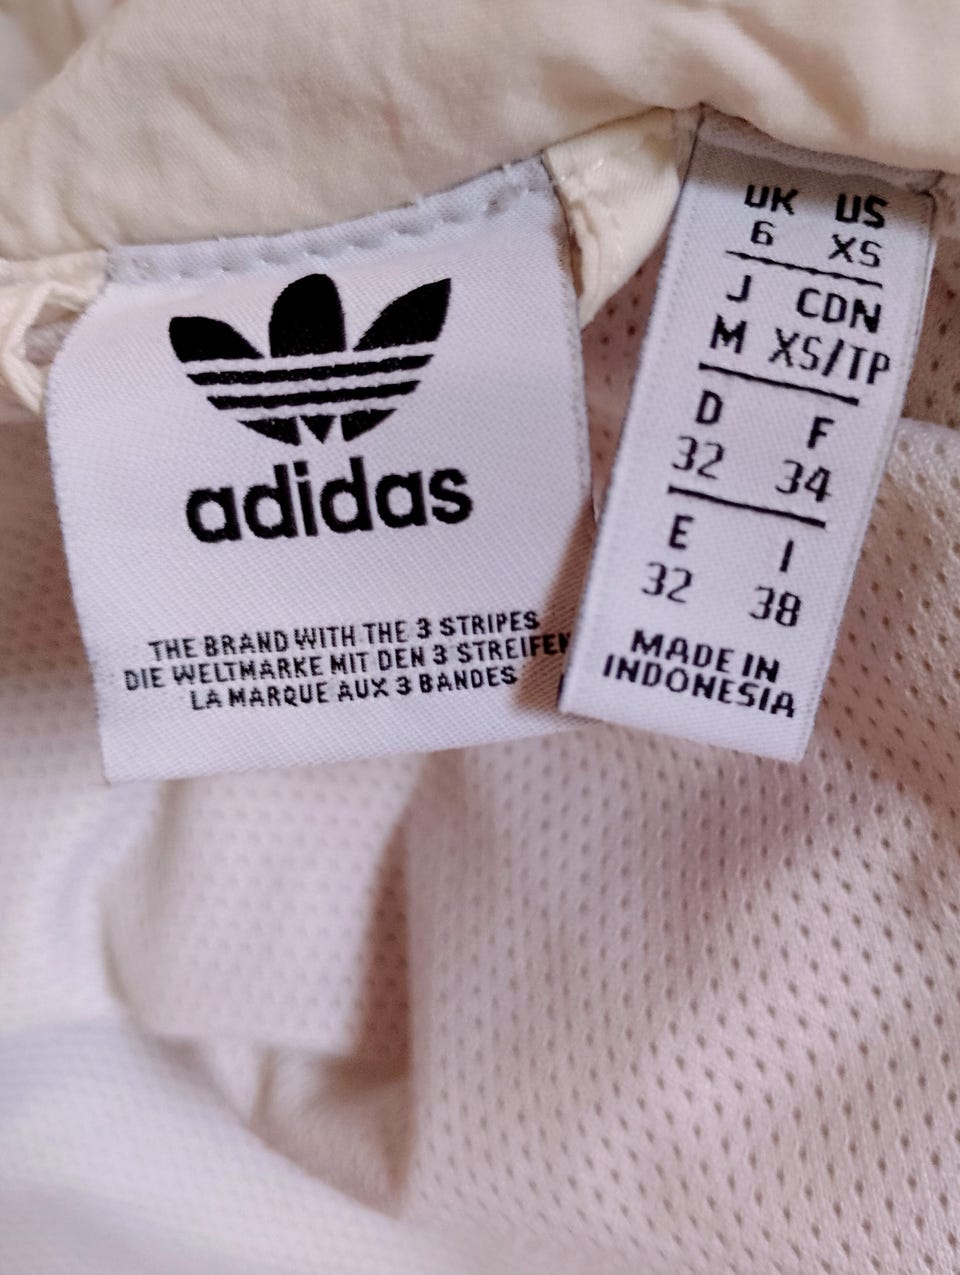 adidas
THE BRAND WITH THE 3 STRIPES
DIE WELTMARKE MIT DEN 3 STREIFEN
LA MARQUE AUX 3 BANDES
UK US
6 XS
J CDN
M XS/TP
D F
32 34
E I
32 38
MADE IN
INDONESIA